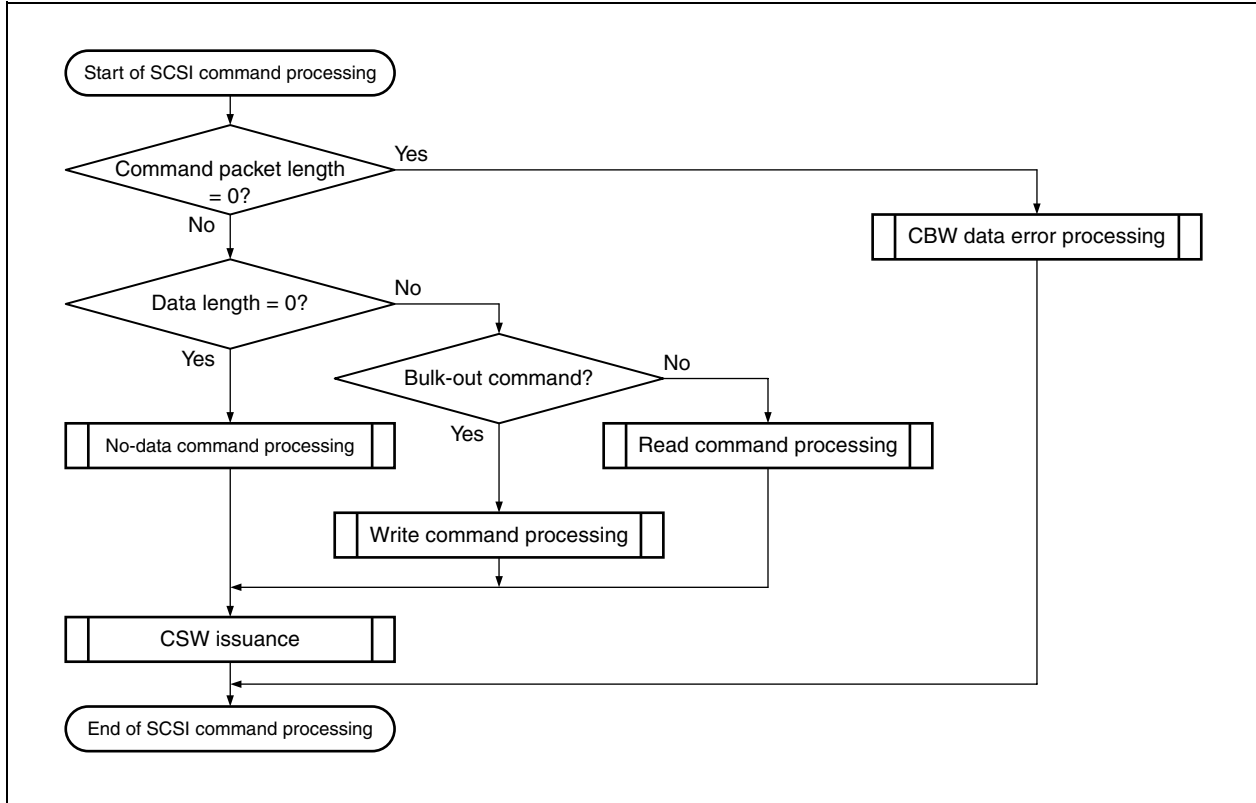 Start of SCSI command processing
Command packet length
= 0?
Yes
No
CBW data error processing
Data length = 0?
No
Yes
Bulk-out command?
No
Yes
No-data command processing
Read command processing
Write command processing
CSW issuance
End of SCSI command processing